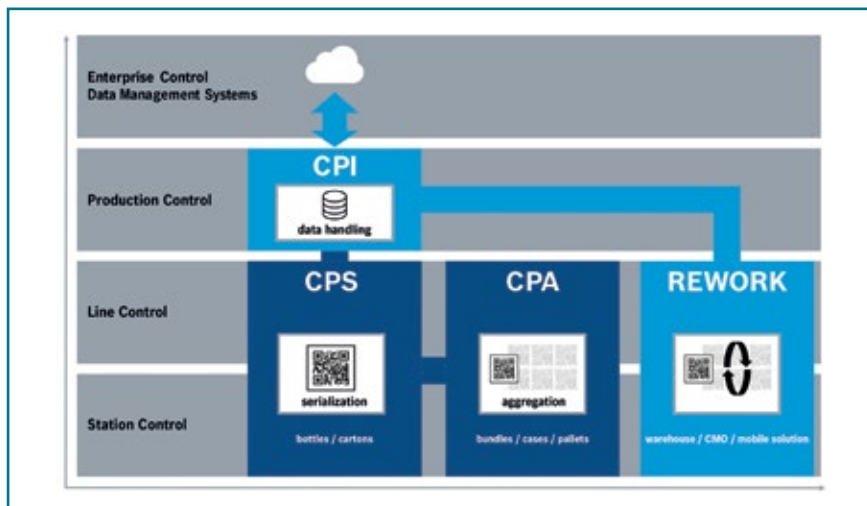 Enterprise Control
Data Management Systems
CPI
Production Control
data handling
CPS
CPA
REWORK
Line Control
serialization
aggregation
Station Control
bottles / cartons
bundles / cases / pallets
warehouse / CMO / mobile solution